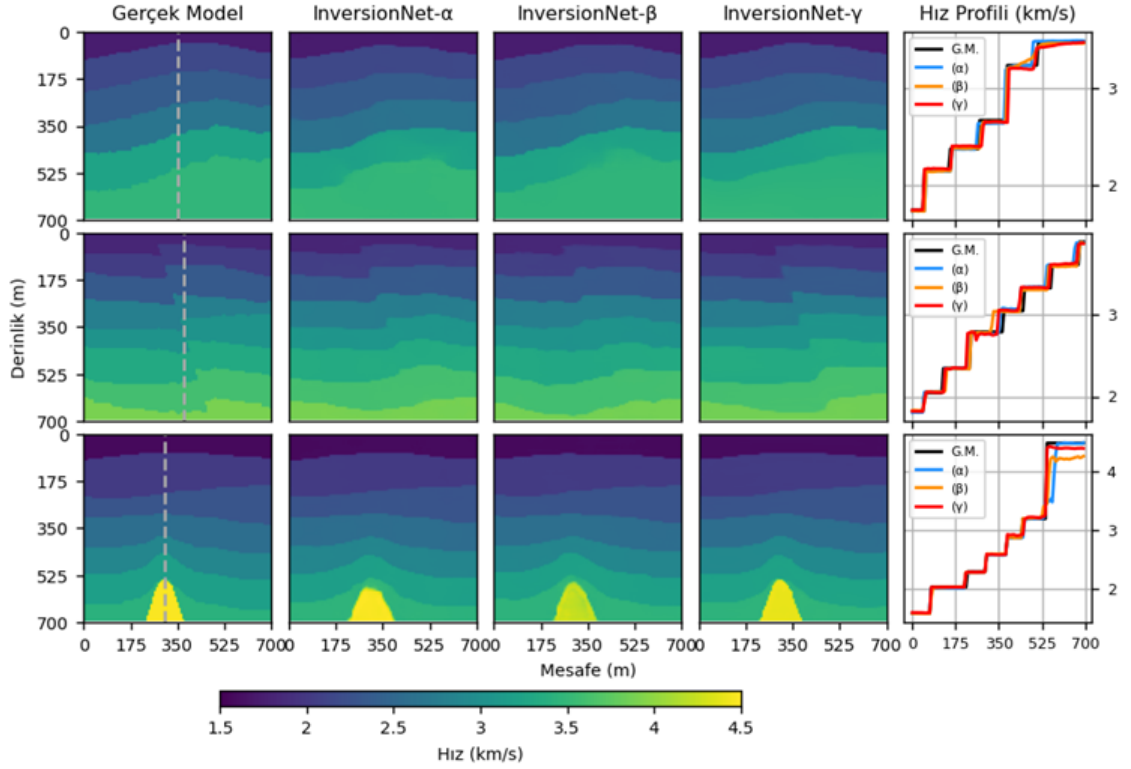 Gerçek Model InversionNet-α InversionNet-β InversionNet-γ Hız Profili (km/s)
0
175
350
525
700
G.M.
(α)
(β)
(γ)
3
2
0
175
350
525
700
G.M.
(α)
(β)
(γ)
3
2
Derinlik (m)
0
175
350
525
700
G.M.
(α)
(β)
(γ)
4
3
2
0 175 350 525 700 0 175 350 525 700 0 175 350 525 700 0 175 350 525 700 0 175 350 525 700
Mesafe (m)
1.5 2 2.5 3 3.5 4 4.5
Hız (km/s)